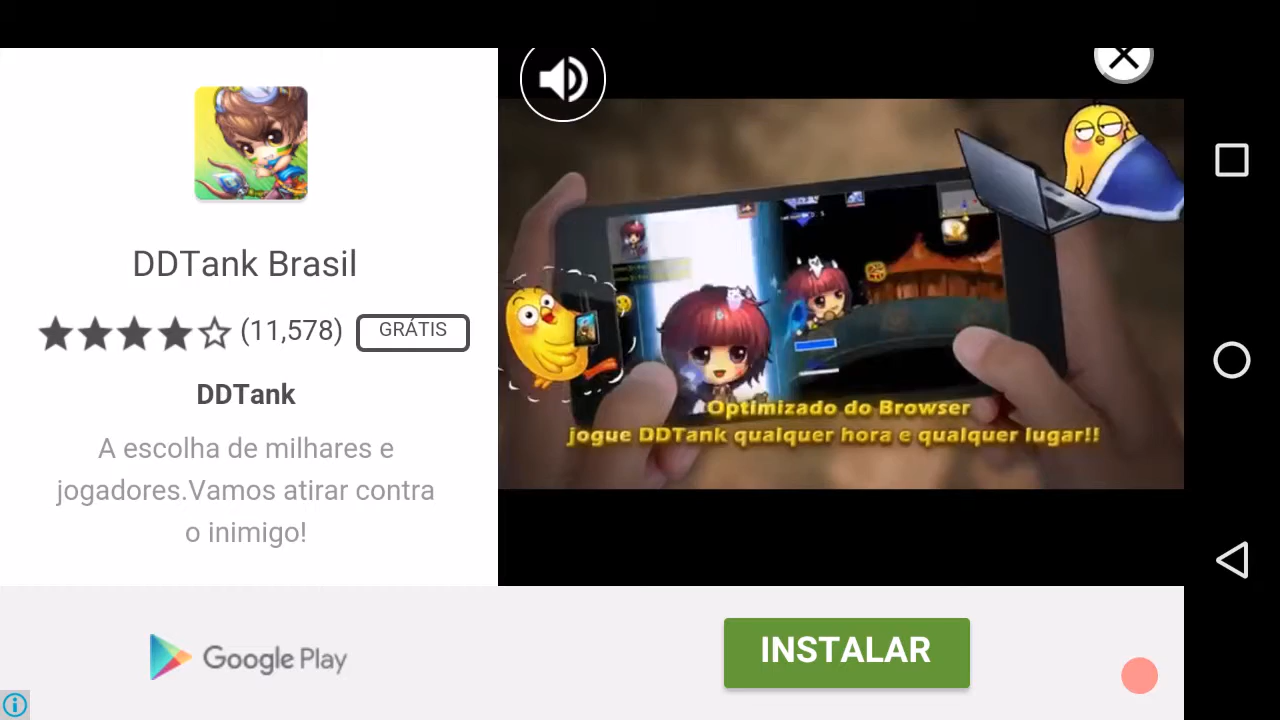 DDTank Brasil
(11,578) GRÁTIS
DDTank
A escolha de milhares e
jogadores.Vamos atirar contra
o inimigo!
Optimizado do Browser
jogue DDTank qualquer hora e qualquer lugar!!
Google Play
INSTALAR